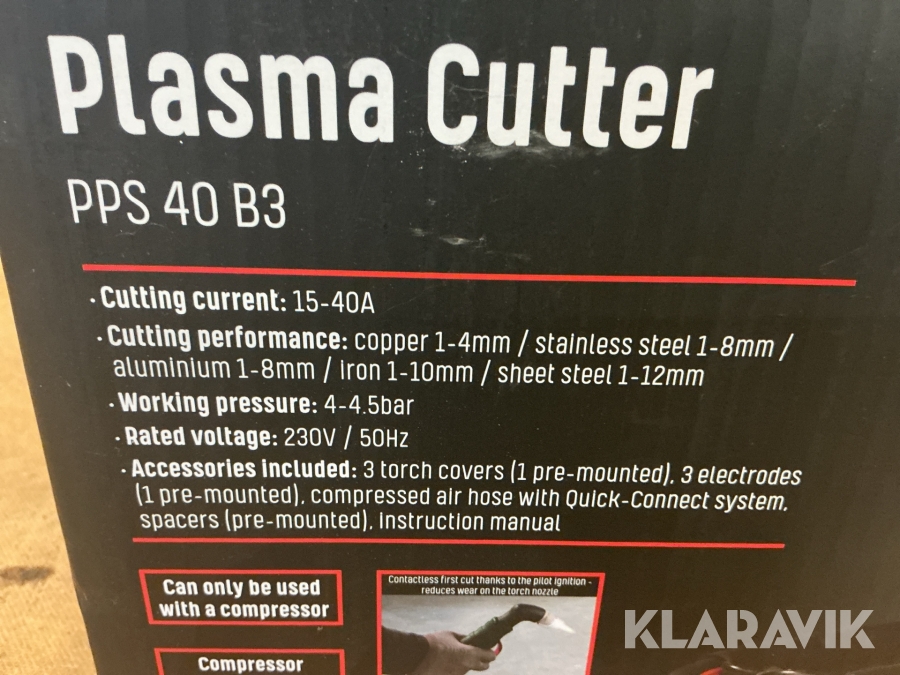 Plasma Cutter
PPS 40 B3
· Cutting current: 15-40A
· Cutting performance: copper 1-4mm / stainless steel 1-8mm /
aluminium 1-8mm / iron 1-10mm / sheet steel 1-12mm
· Working pressure: 4-4.5bar
· Rated voltage: 230V / 50Hz
· Accessories included: 3 torch covers (1 pre-mounted), 3 electrodes
(1 pre-mounted), compressed air hose with Quick-Connect system,
spacers (pre-mounted), instruction manual
Can only be used
with a compressor
Contactless first cut thanks to the pilot ignition -
reduces wear on the torch nozzle
Compressor
KLARAVIK